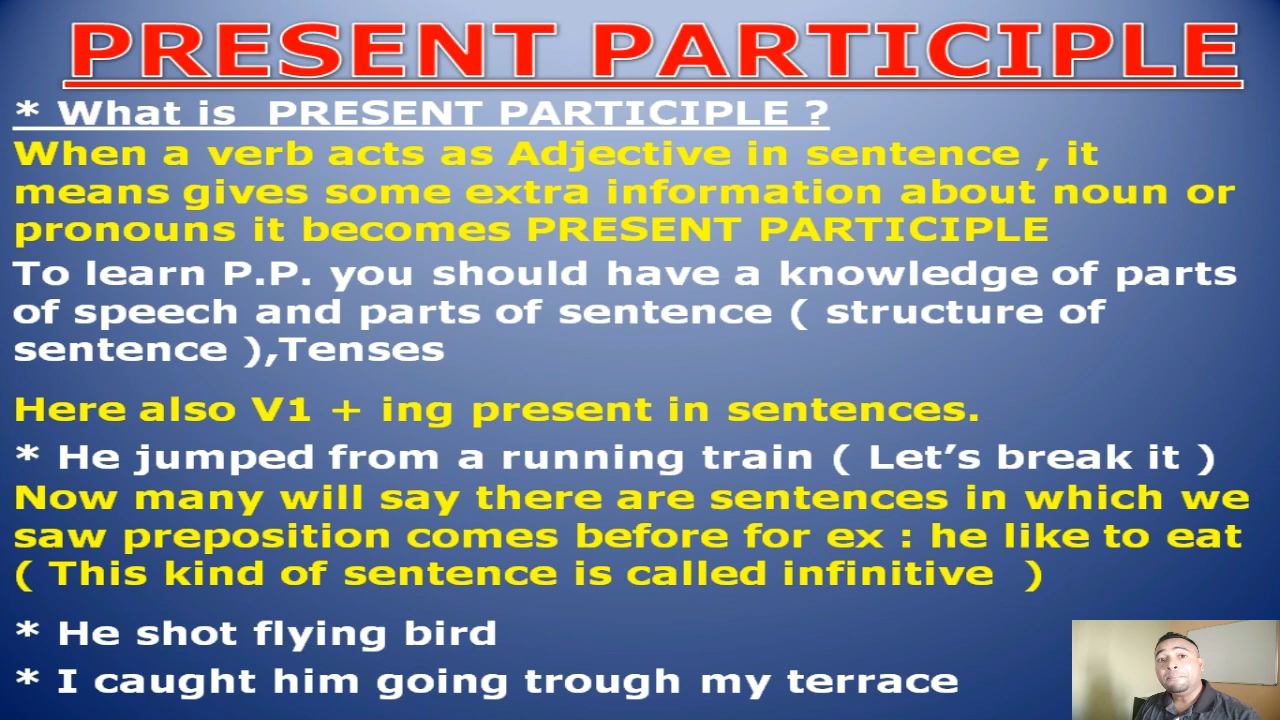 PRESENT PARTICIPLE
* What is PRESENT PARTICIPLE ?
When a verb acts as Adjective in sentence , it
means gives some extra information about noun or
pronouns it becomes PRESENT PARTICIPLE
To learn P.P. you should have a knowledge of parts
of speech and parts of sentence ( structure of
sentence ),Tenses
Here also V1 + ing present in sentences.
* He jumped from a running train ( Let’s break it )
Now many will say there are sentences in which we
saw preposition comes before for ex : he like to eat
( This kind of sentence is called infinitive )
* He shot flying bird
* I caught him going trough my terrace